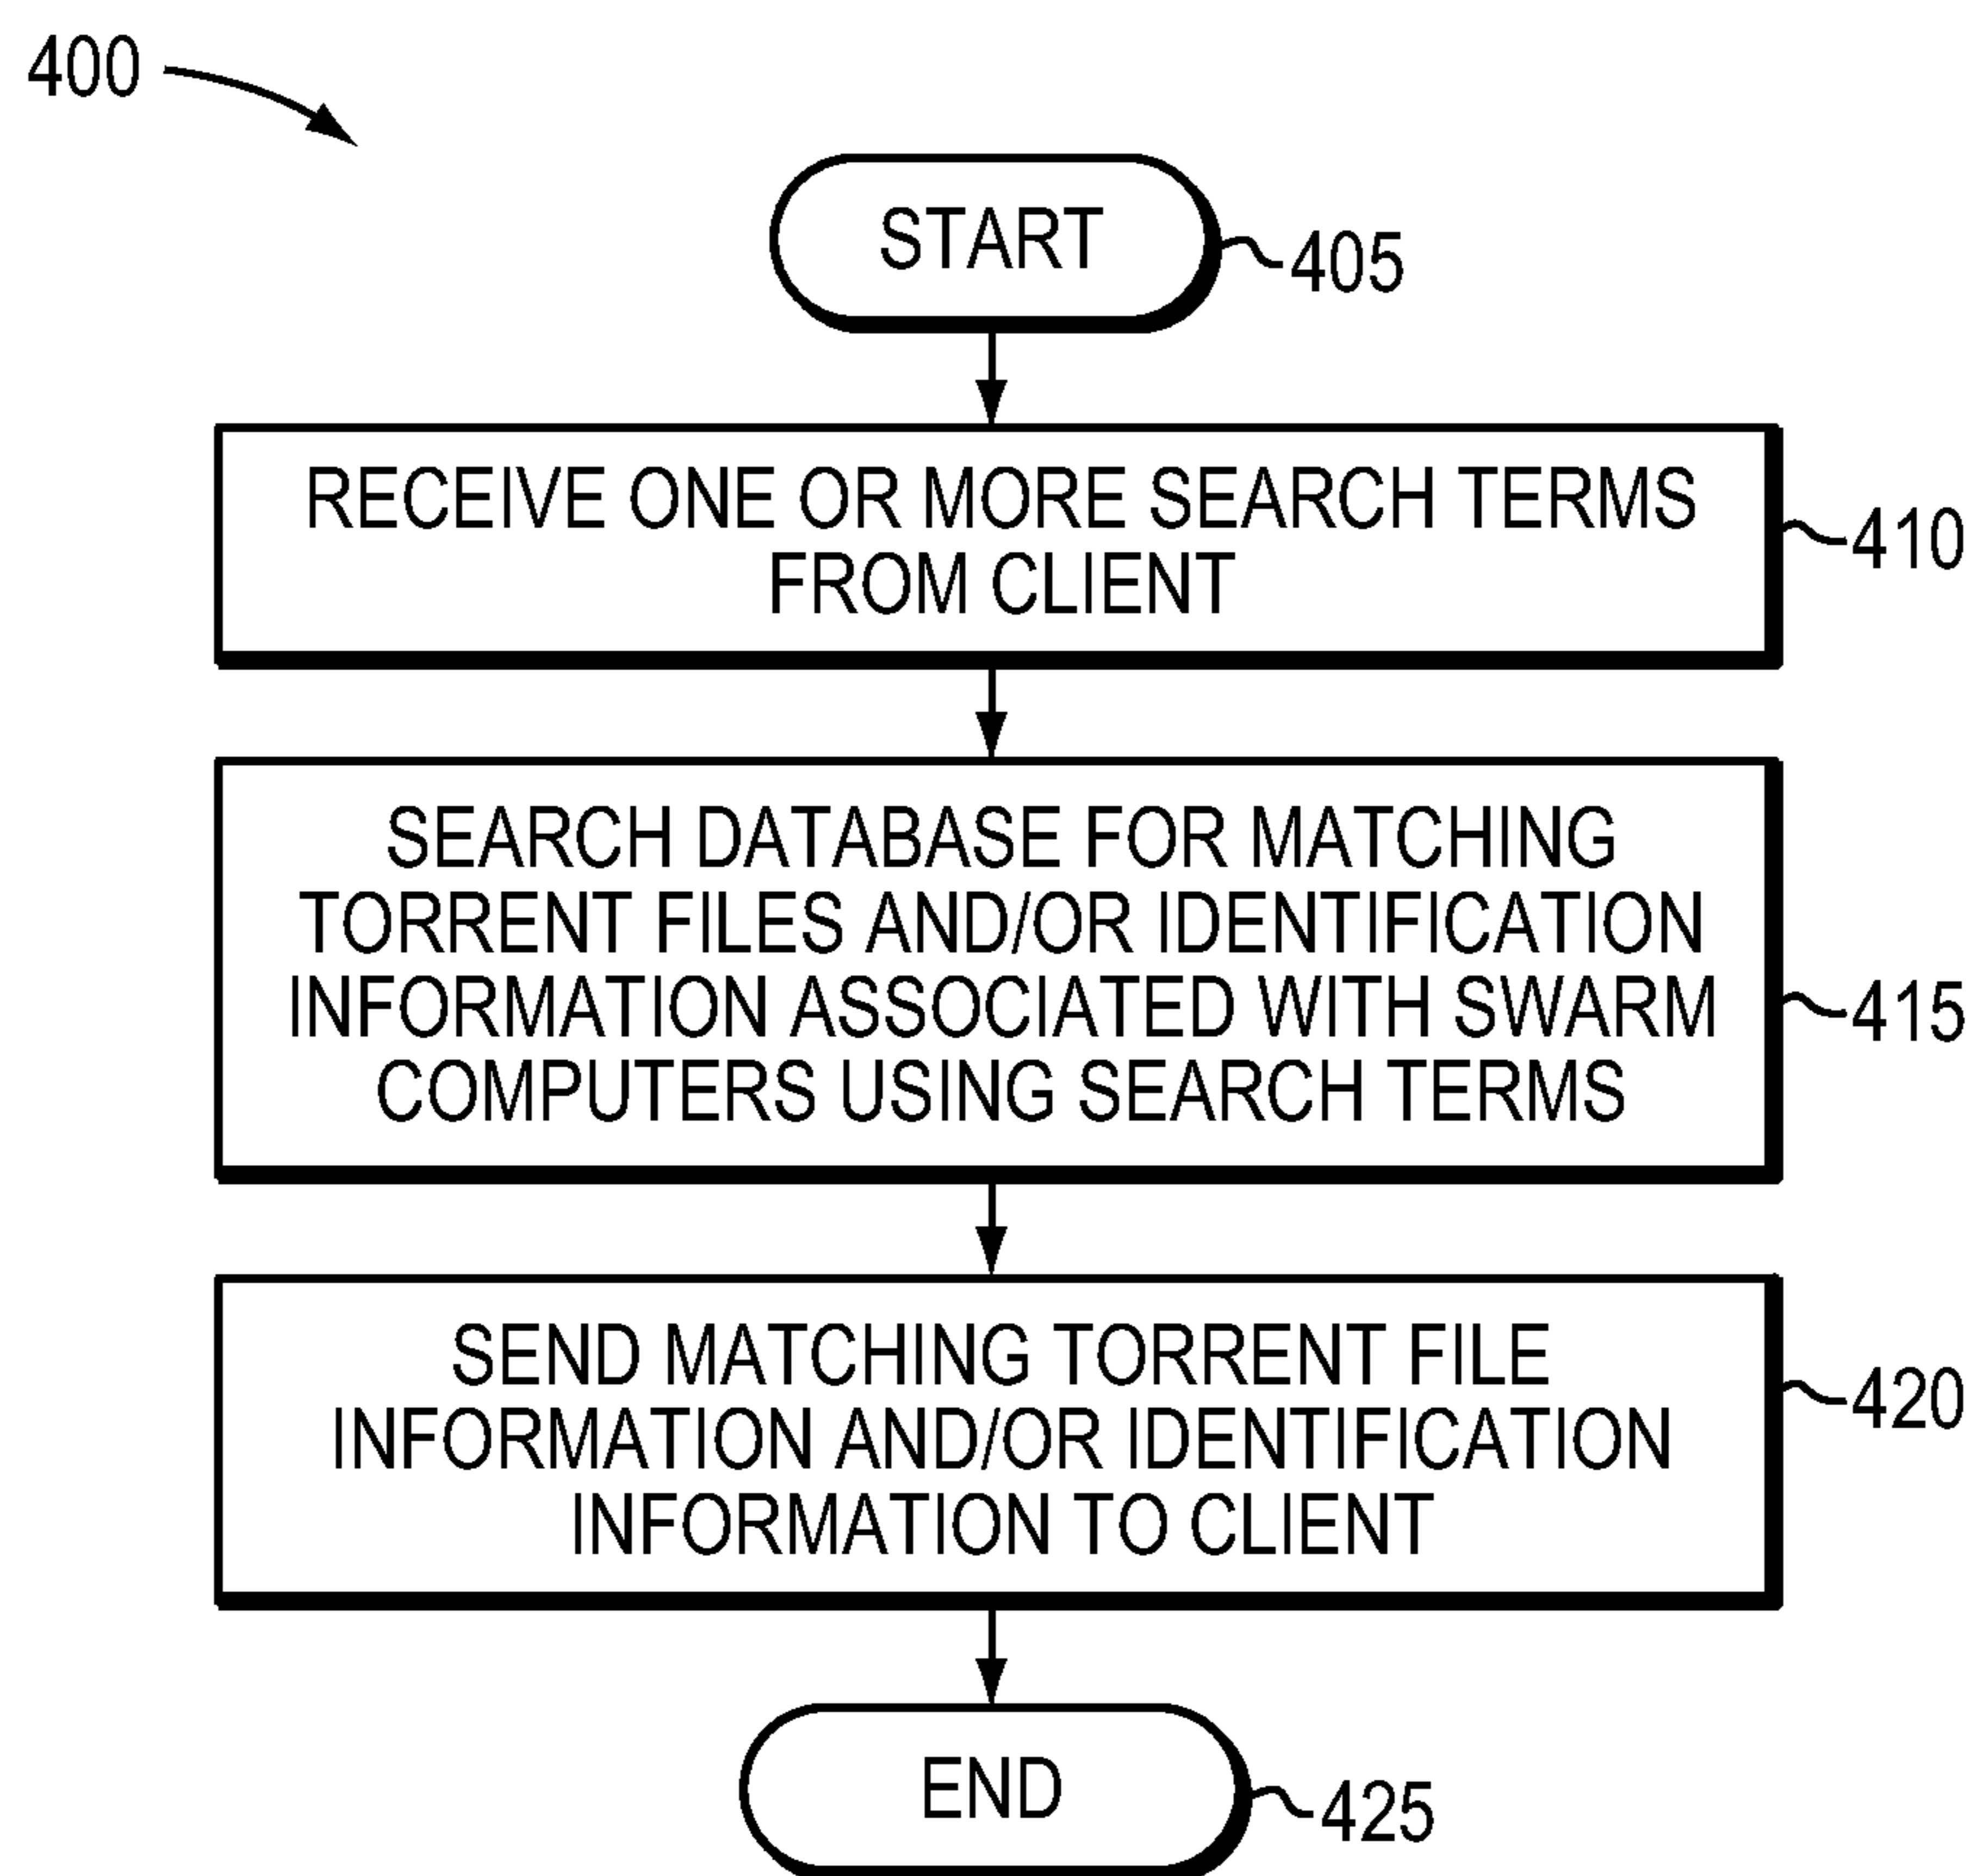 400
START
405
RECEIVE ONE OR MORE SEARCH TERMS
FROM CLIENT
410
SEARCH DATABASE FOR MATCHING
TORRENT FILES AND/OR IDENTIFICATION
INFORMATION ASSOCIATED WITH SWARM
COMPUTERS USING SEARCH TERMS
415
SEND MATCHING TORRENT FILE
INFORMATION AND/OR IDENTIFICATION
INFORMATION TO CLIENT
420
END
425